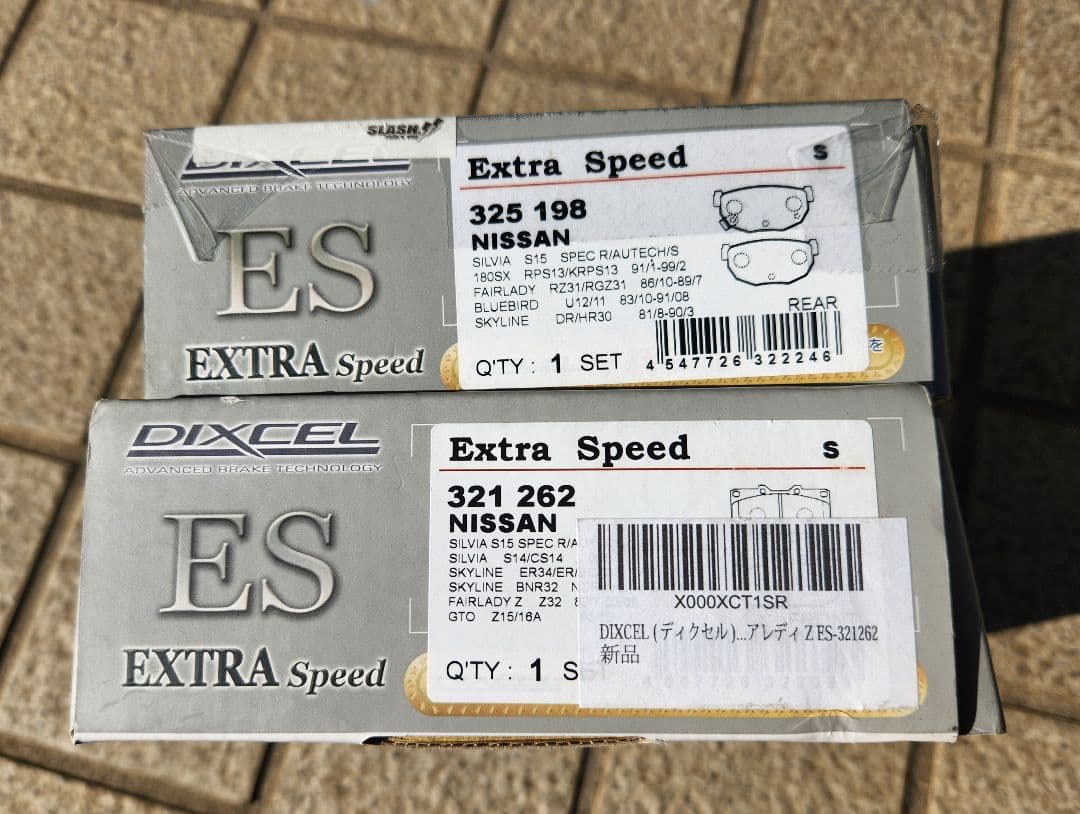 SLASH
DIXCEL
ADVANCED BRAKE TECHNOLOGY
ES
EXTRA Speed
Extra Speed S
325 198
NISSAN
SILVIA S15 SPEC R/AUTECH/S
180SX RPS13/KRPS13 91/1-99/2
FAIRLADY RZ31/RGZ31 86/10-89/7
BLUEBIRD U12/11 83/10-91/08
SKYLINE DR/HR30 81/8-90/3
REAR
Q'TY : 1 SET
4 547726 322246
を
DIXCEL
ADVANCED BRAKE TECHNOLOGY
ES
EXTRA Speed
Extra Speed S
321 262
NISSAN
SILVIA S15 SPEC R/A
SILVIA S14/CS14
SKYLINE ER34/ER
SKYLINE BNR32
FAIRLADY Z Z32
GTO Z15/16A
Q'TY : 1 S
X000XCT1SR
DIXCEL (ディクセル)...アレディ Z ES-321262
新品